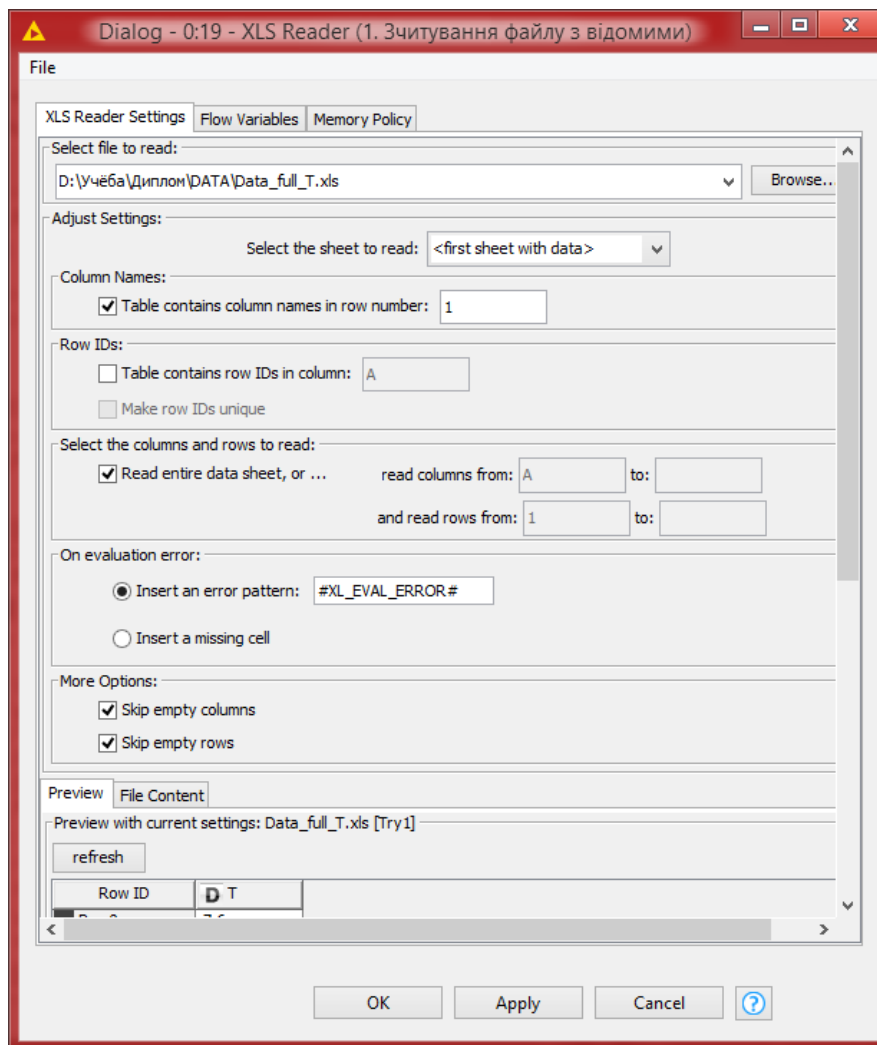 Dialog - 0:19 - XLS Reader (1. Зчитування файлу з відомими)
File
XLS Reader Settings Flow Variables Memory Policy
Select file to read:
D:\Учёба\Диплом\DATA\Data_full_T.xls Browse...
Adjust Settings:
Select the sheet to read: <first sheet with data>
Column Names:
Table contains column names in row number: 1
Row IDs:
Table contains row IDs in column: A
Make row IDs unique
Select the columns and rows to read:
Read entire data sheet, or ... read columns from: A to:
and read rows from: 1 to:
On evaluation error:
Insert an error pattern: #XL_EVAL_ERROR#
Insert a missing cell
More Options:
Skip empty columns
Skip empty rows
Preview File Content
Preview with current settings: Data_full_T.xls [Try1]
refresh
Row ID D T
OK Apply Cancel ?